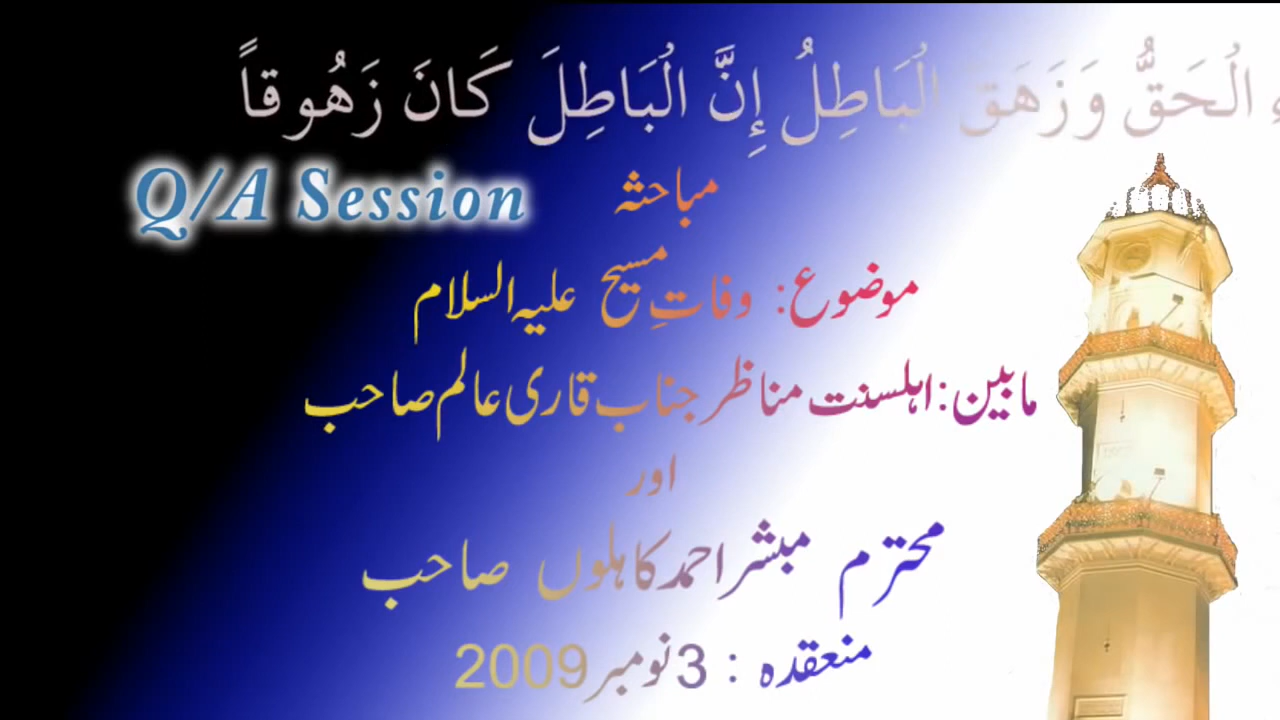 الْحَقُّ وَزَهَقَ الْبَاطِلُ إِنَّ الْبَاطِلَ كَانَ زَهُوقاً
Q/A Session
مباحثہ
موضوع: وفاتِ مسیح علیہ السلام
مابین: اہلسنت مناظر جناب قاری عالم صاحب
اور
محترم مبشر احمد کاہلوں صاحب
منعقدہ : 3 نومبر 2009